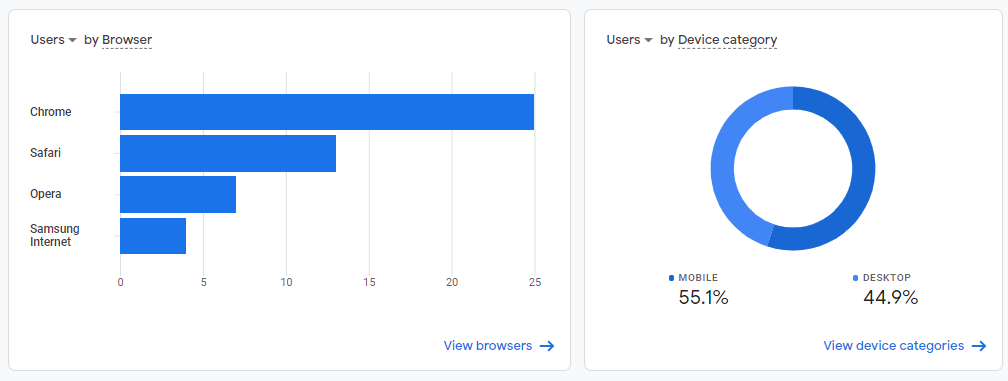 Users by Browser
Chrome
Safari
Opera
Samsung
Internet
0 5 10 15 20 25
View browsers
Users by Device category
MOBILE DESKTOP
55.1% 44.9%
View device categories